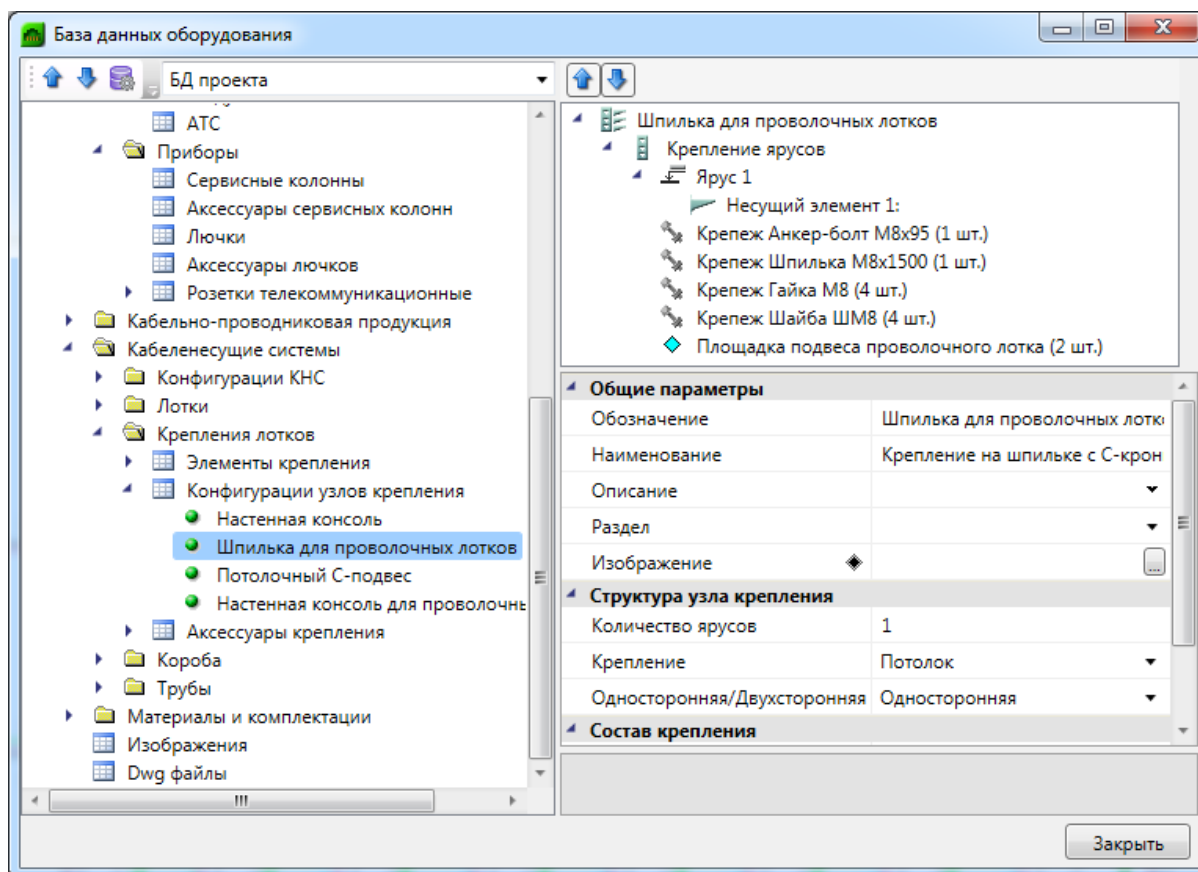 База данных оборудования
БД проекта
АТС
Приборы
Сервисные колонны
Аксессуары сервисных колонн
Лючки
Аксессуары лючков
Розетки телекоммуникационные
Кабельно-проводниковая продукция
Кабеленесущие системы
Конфигурации КНС
Лотки
Крепления лотков
Элементы крепления
Конфигурации узлов крепления
Настенная консоль
Шпилька для проволочных лотков
Потолочный С-подвес
Настенная консоль для проволочны
Аксессуары крепления
Короба
Трубы
Материалы и комплектации
Изображения
Dwg файлы
Шпилька для проволочных лотков
Крепление ярусов
Ярус 1
Несущий элемент 1:
Крепеж Анкер-болт М8х95 (1 шт.)
Крепеж Шпилька М8х1500 (1 шт.)
Крепеж Гайка М8 (4 шт.)
Крепеж Шайба ШМ8 (4 шт.)
Площадка подвеса проволочного лотка (2 шт.)
Общие параметры
Обозначение Шпилька для проволочных лотк
Наименование Крепление на шпильке с С-крон
Описание
Раздел
Изображение ...
Структура узла крепления
Количество ярусов 1
Крепление Потолок
Односторонняя/Двухсторонняя Односторонняя
Состав крепления
Закрыть